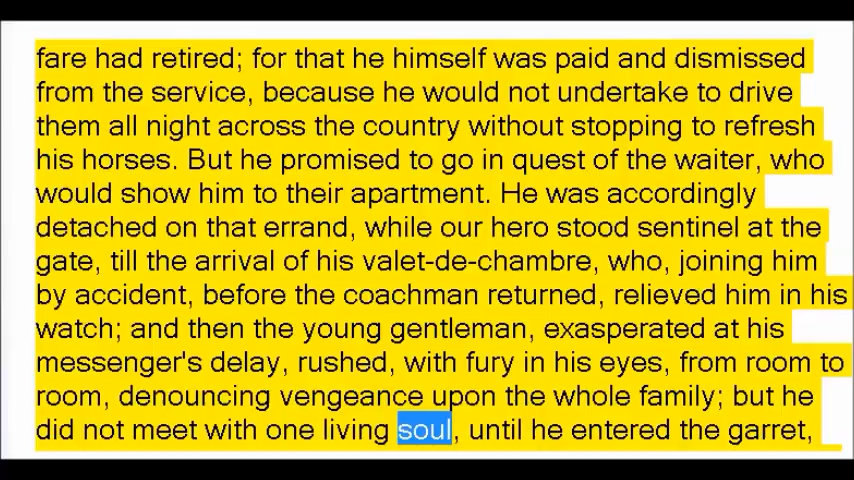 fare had retired; for that he himself was paid and dismissed
from the service, because he would not undertake to drive
them all night across the country without stopping to refresh
his horses. But he promised to go in quest of the waiter, who
would show him to their apartment. He was accordingly
detached on that errand, while our hero stood sentinel at the
gate, till the arrival of his valet-de-chambre, who, joining him
by accident, before the coachman returned, relieved him in his
watch; and then the young gentleman, exasperated at his
messenger's delay, rushed, with fury in his eyes, from room to
room, denouncing vengeance upon the whole family; but he
did not meet with one living soul, until he entered the garret,